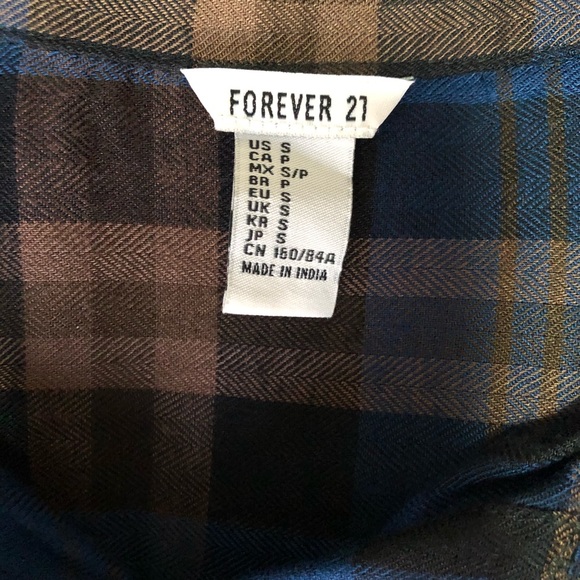 FOREVER 21
US S
CA P
MX S/P
BR P
EU S
UK S
KR S
JP S
CN 160/84A
MADE IN INDIA